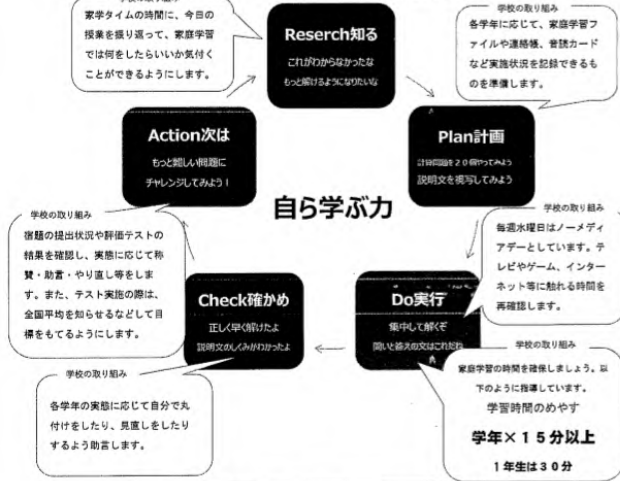 学校の取り組み
家学タイムの時間に、今日の
授業を振り返って、家庭学習
では何をしたらいいか気付く
ことができるようにします。
Reserch知る
これがわからなかったな
もっと解けるようになりたいな
学校の取り組み
各学年に応じて、家庭学習フ
ァイルや連絡帳、音読カード
など実施状況を記録できるも
のを準備します。
Action次は
もっと難しい問題に
チャレンジしてみよう！
Plan計画
計算問題を２０個やってみよう
説明文を視写してみよう
自ら学ぶ力
学校の取り組み
宿題の提出状況や評価テストの
結果を確認し、実態に応じて称
賛・助言・やり直し等をしま
す。また、テスト実施の際は、
全国平均を知らせるなどして目
標をもてるようにします。
学校の取り組み
毎週水曜日はノーメディ
アデーとしています。テ
レビやゲーム、インター
ネット等に触れる時間を
再確認します。
Check確かめ
正しく早く解けたよ
説明文のしくみがわかったよ
Do実行
集中して解くぞ
問いと答えの文はこれだね
学校の取り組み
各学年の実態に応じて自分で丸
付けをしたり、見直しをしたり
するよう助言します。
学校の取り組み
家庭学習の時間を確保しましょう。以
下のように指導しています。
学習時間のめやす
学年×１５分以上
１年生は３０分